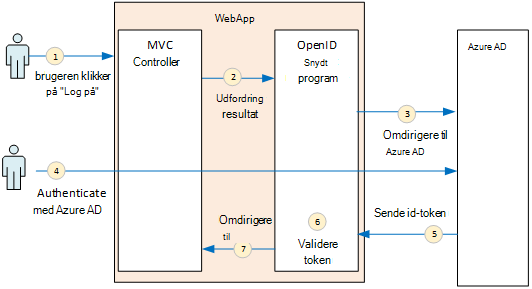 WebApp
MVC
Controller
OpenID
Snydt
program
Azure AD
1
brugeren klikker
på "Log på"
2
Udfordring
resultat
3
Omdirigere til
Azure AD
4
Authenticate
med Azure AD
Sende id-token
5
6
Validere
token
Omdirigere
til
7